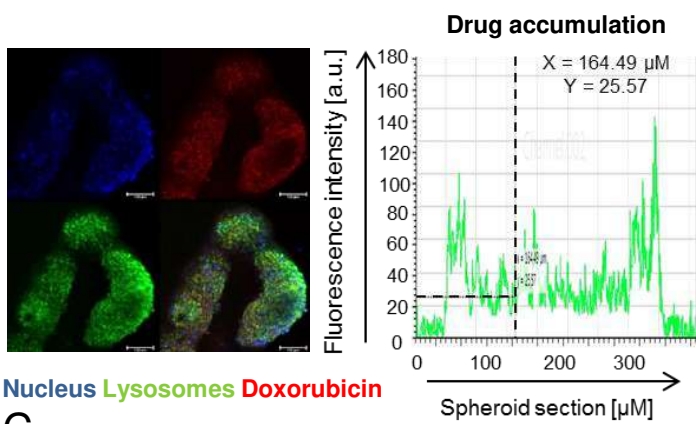 Drug accumulation
X = 164.49 µM
Y = 25.57
Fluorescence intensity [a.u.]
180
160
140
120
100
80
60
40
20
0
0 100 200 300
Spheroid section [µM]
Nucleus Lysosomes Doxorubicin